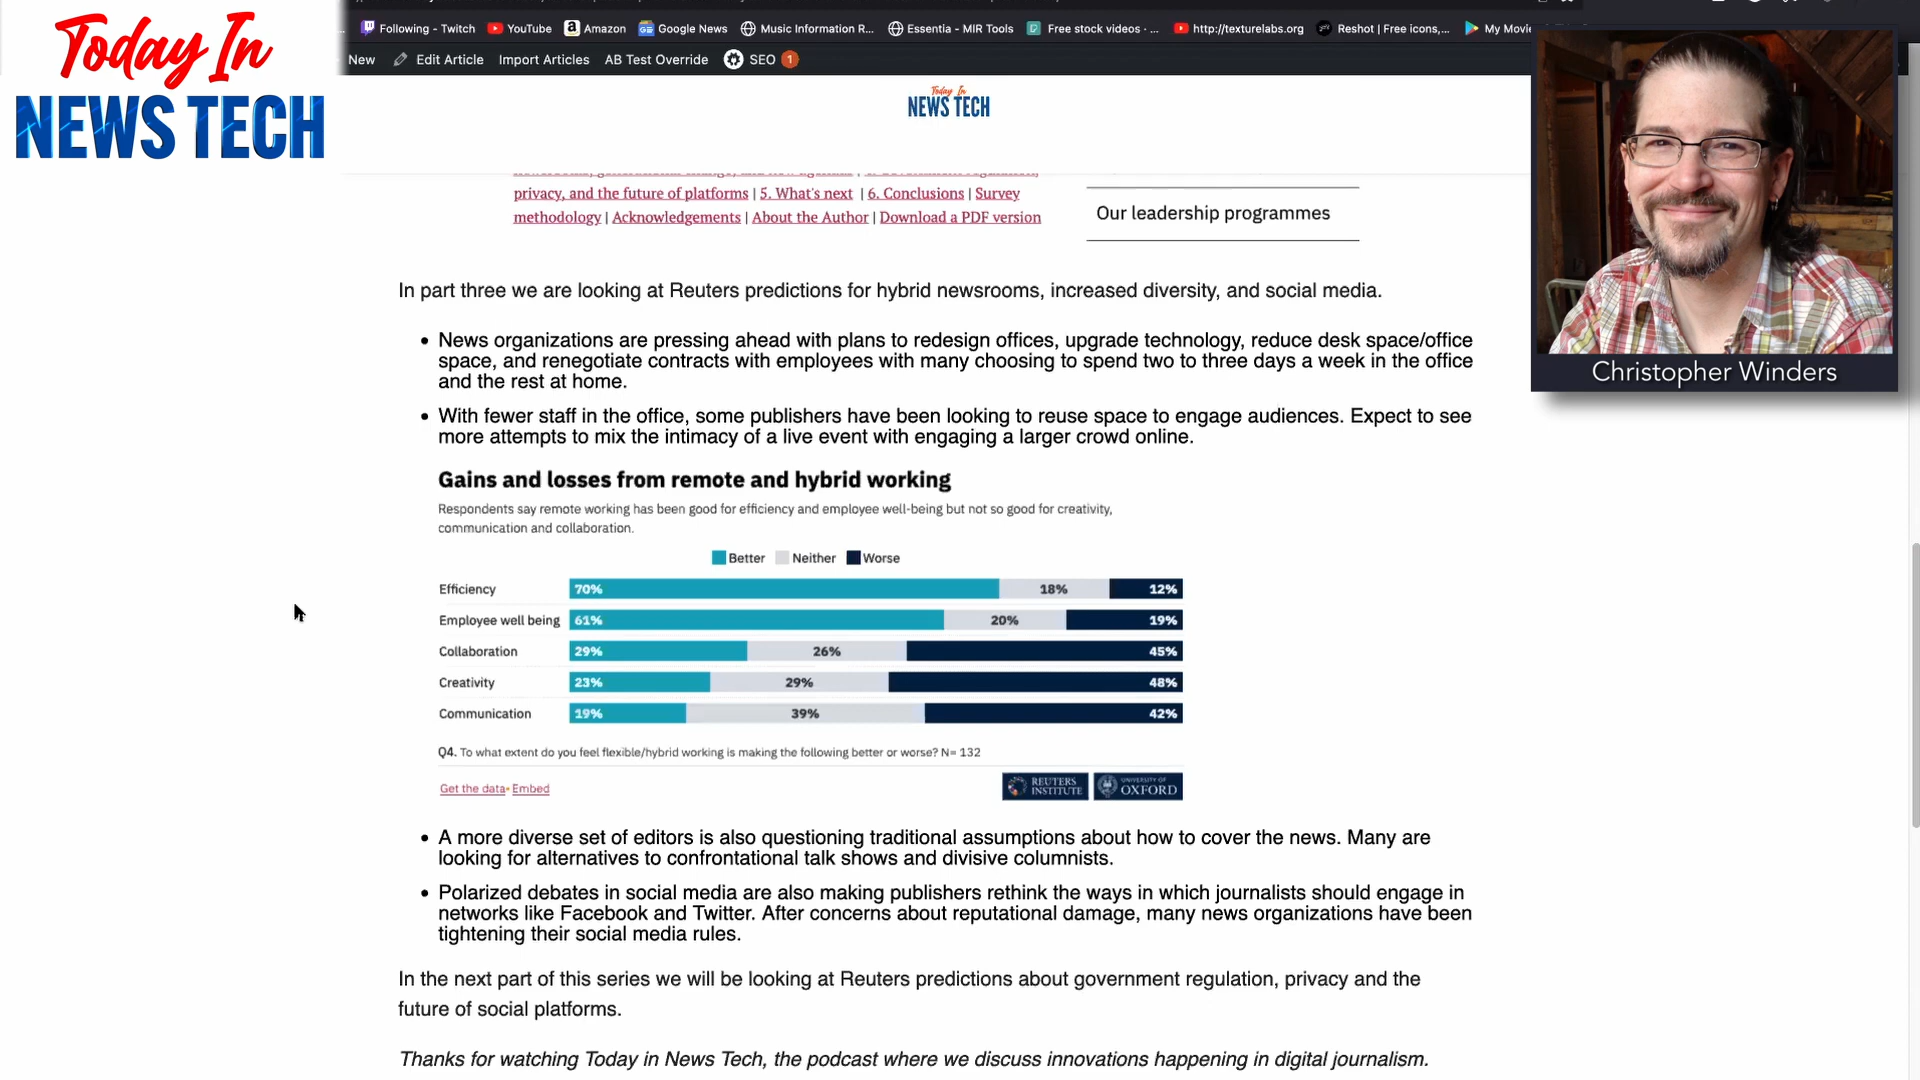 Today In
NEWS TECH
Following - Twitch
YouTube
Amazon
Google News
Music Information R...
Essentia - MIR Tools
Free stock videos · ...
http://texturelabs.org
Reshot | Free icons,...
My Movie
New
Edit Article
Import Articles
AB Test Override
SEO
1
Today In
NEWS TECH
privacy, and the future of platforms | 5. What's next | 6. Conclusions | Survey
methodology | Acknowledgements | About the Author | Download a PDF version
Our leadership programmes
Christopher Winders
In part three we are looking at Reuters predictions for hybrid newsrooms, increased diversity, and social media.
• News organizations are pressing ahead with plans to redesign offices, upgrade technology, reduce desk space/office
space, and renegotiate contracts with employees with many choosing to spend two to three days a week in the office
and the rest at home.
• With fewer staff in the office, some publishers have been looking to reuse space to engage audiences. Expect to see
more attempts to mix the intimacy of a live event with engaging a larger crowd online.
Gains and losses from remote and hybrid working
Respondents say remote working has been good for efficiency and employee well-being but not so good for creativity,
communication and collaboration.
Better Neither Worse
Efficiency 70% 18% 12%
Employee well being 61% 20% 19%
Collaboration 29% 26% 45%
Creativity 23% 29% 48%
Communication 19% 39% 42%
Q4. To what extent do you feel flexible/hybrid working is making the following better or worse? N= 132
Get the data • Embed
REUTERS
INSTITUTE
UNIVERSITY OF
OXFORD
• A more diverse set of editors is also questioning traditional assumptions about how to cover the news. Many are
looking for alternatives to confrontational talk shows and divisive columnists.
• Polarized debates in social media are also making publishers rethink the ways in which journalists should engage in
networks like Facebook and Twitter. After concerns about reputational damage, many news organizations have been
tightening their social media rules.
In the next part of this series we will be looking at Reuters predictions about government regulation, privacy and the
future of social platforms.
Thanks for watching Today in News Tech, the podcast where we discuss innovations happening in digital journalism.